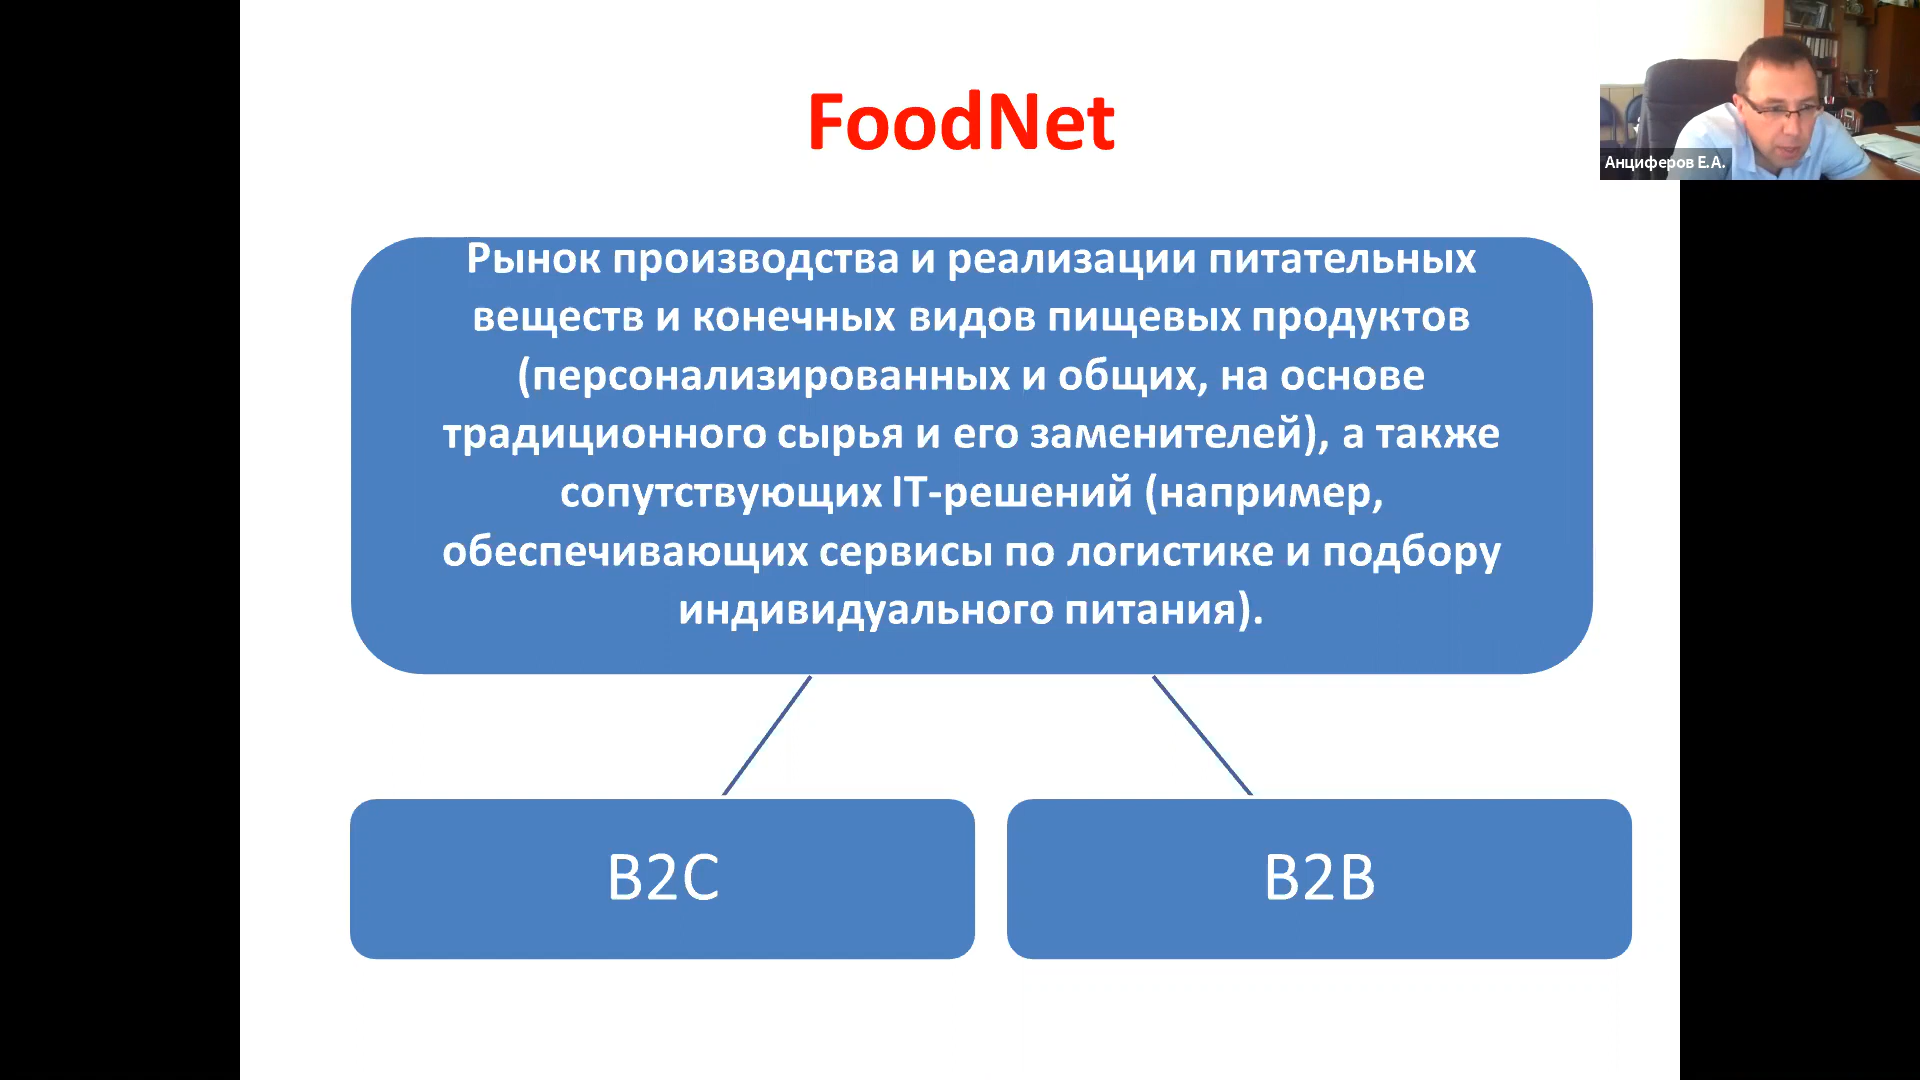 FoodNet
Анциферов Е.А.
Рынок производства и реализации питательных
веществ и конечных видов пищевых продуктов
(персонализированных и общих, на основе
традиционного сырья и его заменителей), а также
сопутствующих IT-решений (например,
обеспечивающих сервисы по логистике и подбору
индивидуального питания).
B2C
B2B